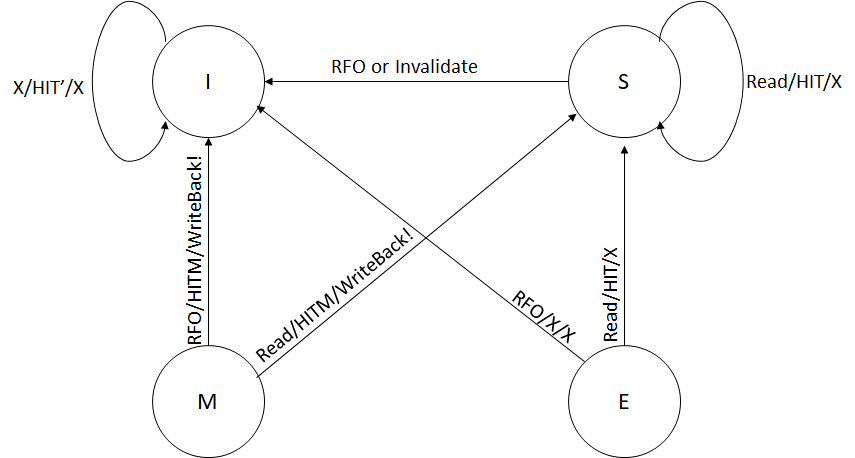 I
RFO or Invalidate
S
X/HIT’/X
Read/HIT/X
RFO/HITM/WriteBack!
Read/HITM/WriteBack!
RFO/X/X
Read/HIT/X
M
E